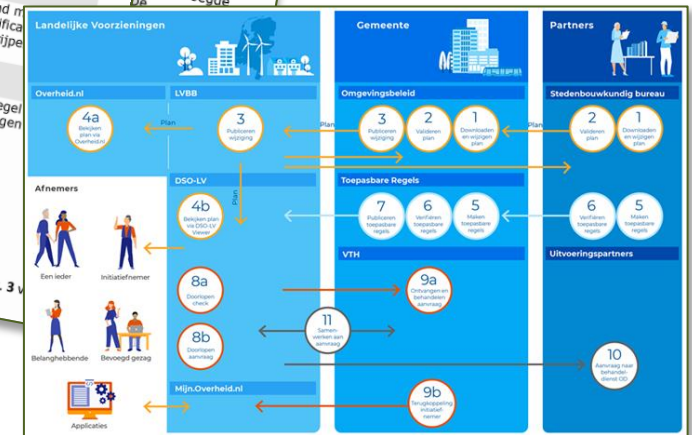 Landelijke Voorzieningen
Gemeente
Partners
Overheid.nl
LVBB
Omgevingsbeleid
Stedenbouwkundig bureau
4a
Bekijken
plan via
Overheid.nl
Plan
3
Publiceren
wijziging
Plan
3
Publiceren
wijziging
2
Valideren
plan
1
Downloaden
en wijzigen
plan
Plan
2
Valideren
plan
1
Downloaden
en wijzigen
plan
Afnemers
DSO-LV
Plan
Toepasbare Regels
4b
Bekijken plan
via DSO-LV
Viewer
7
Publiceren
toepasbare
regels
6
Verifiëren
toepasbare
regels
5
Maken
toepasbare
regels
6
Verifiëren
toepasbare
regels
5
Maken
toepasbare
regels
Een ieder
Initiatiefnemer
VTH
Uitvoeringspartners
8a
Doorlopen
check
9a
Ontvangen en
behandelen
aanvraag
11
Samen-
werken aan
aanvraag
8b
Doorlopen
aanvraag
Belanghebbende
Bevoegd gezag
10
Aanvraag naar
behandel-
dienst OD
Mijn.Overheid.nl
9b
Terugkoppeling
initiatief-
nemer
Applicaties